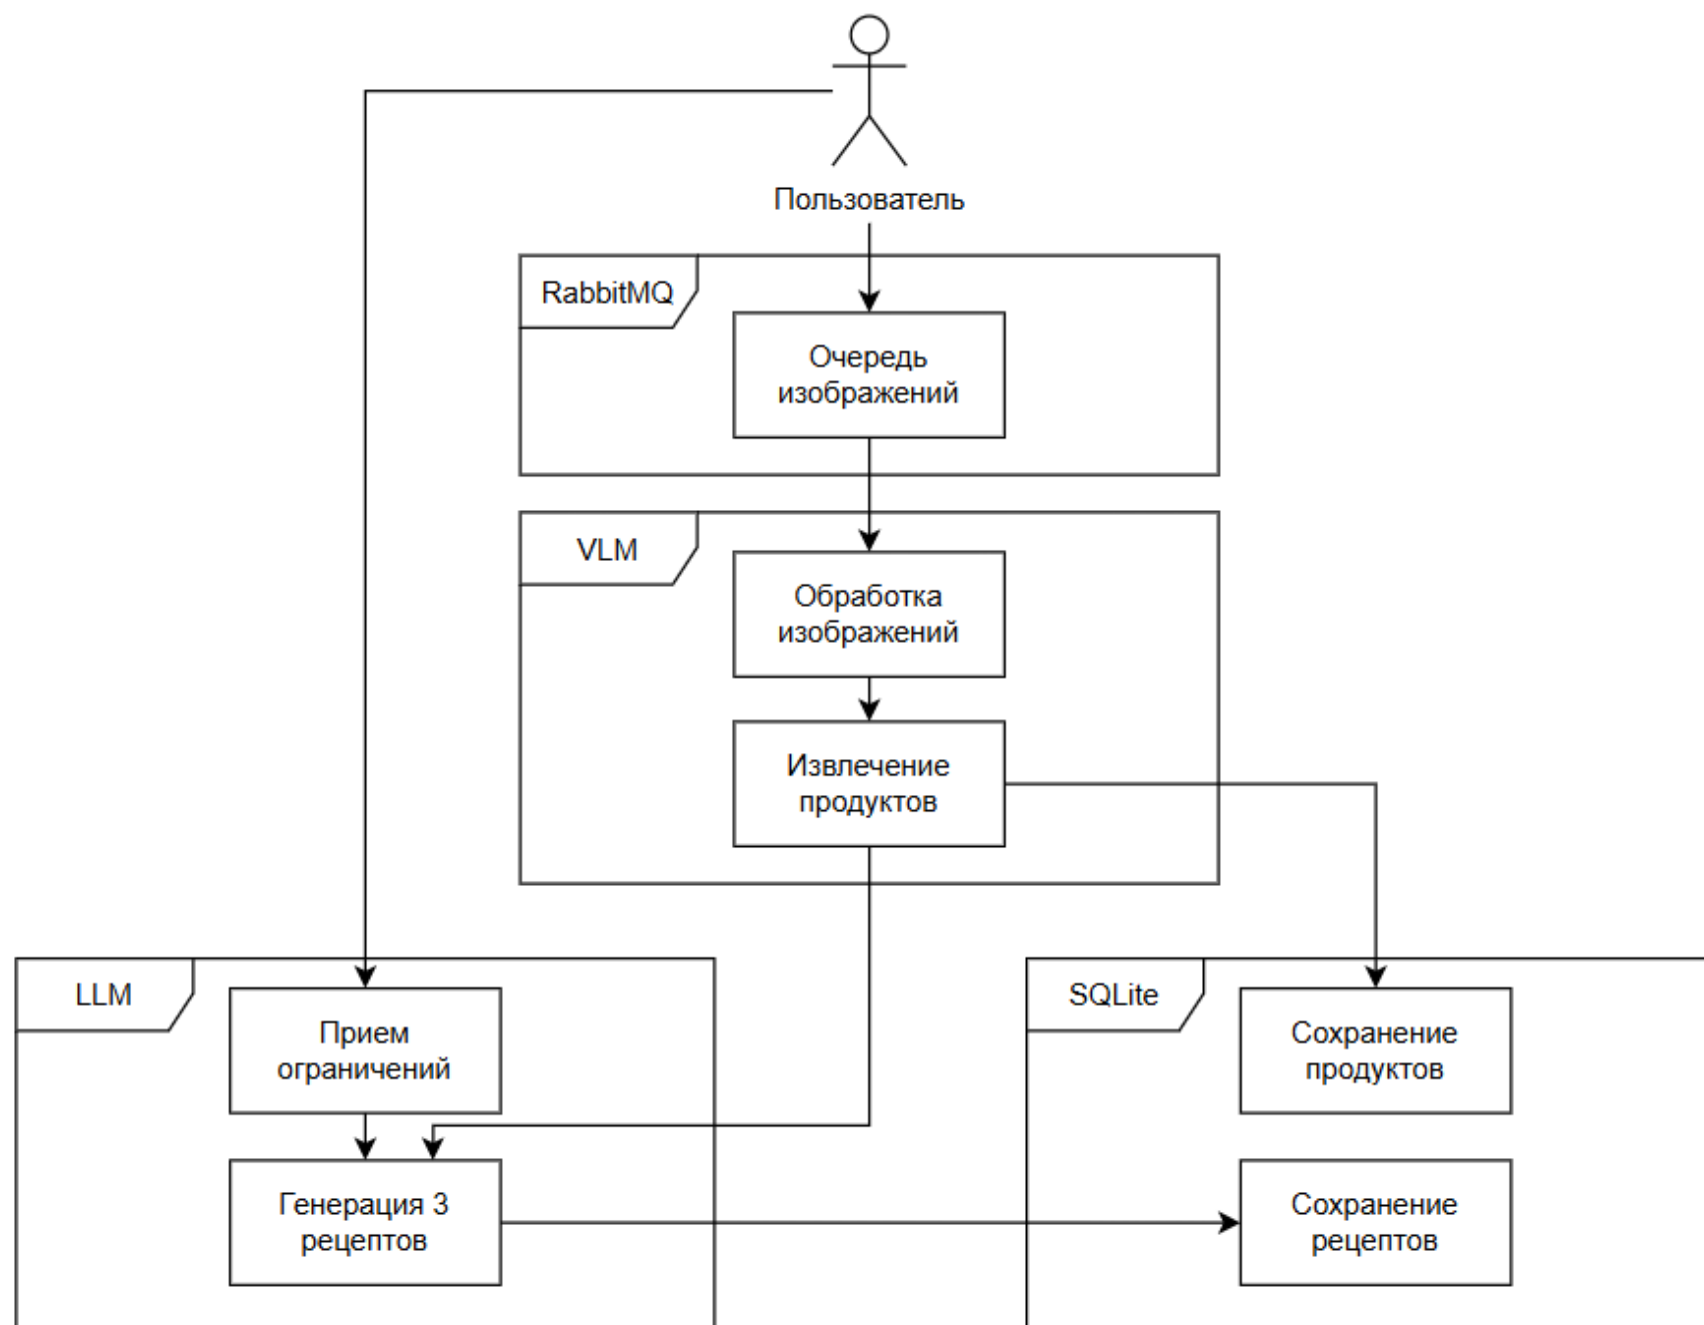 Пользователь
RabbitMQ
Очередь
изображений
VLM
Обработка
изображений
Извлечение
продуктов
LLM
Прием
ограничений
Генерация 3
рецептов
SQLite
Сохранение
продуктов
Сохранение
рецептов